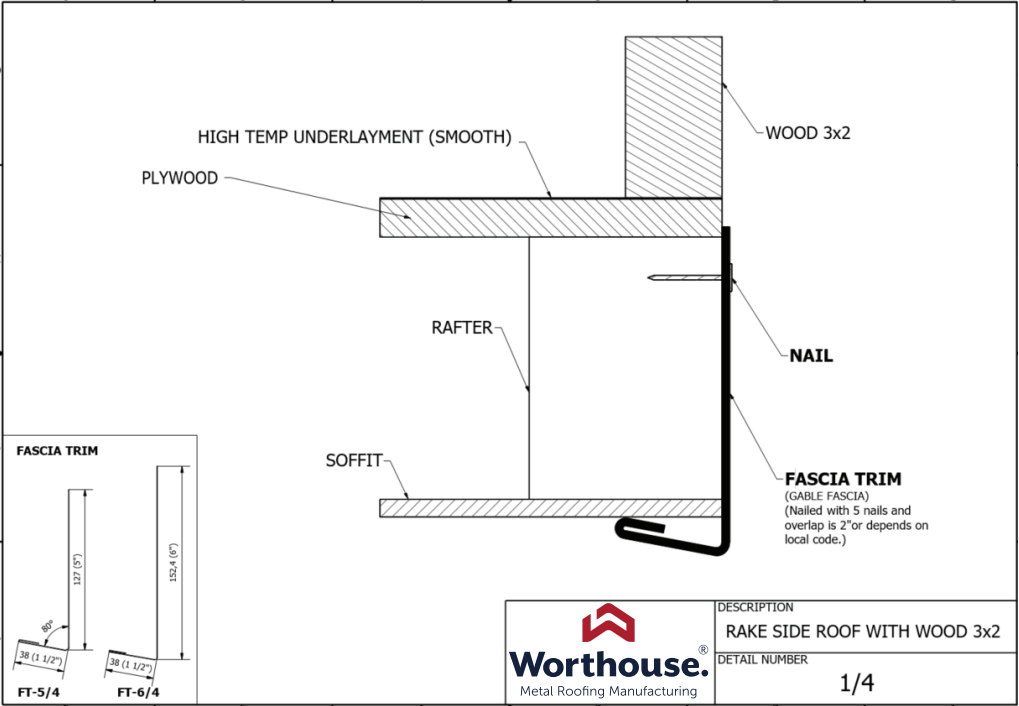 HIGH TEMP UNDERLAYMENT (SMOOTH)
WOOD 3x2
PLYWOOD
RAFTER
NAIL
SOFFIT
FASCIA TRIM
(GABLE FASCIA)
(Nailed with 5 nails and
overlap is 2"or depends on
local code.)
FASCIA TRIM
127 (5")
152,4 (6")
80°
38 (1 1/2")
38 (1 1/2")
FT-5/4
FT-6/4
Worthouse.®
Metal Roofing Manufacturing
DESCRIPTION
RAKE SIDE ROOF WITH WOOD 3x2
DETAIL NUMBER
1/4